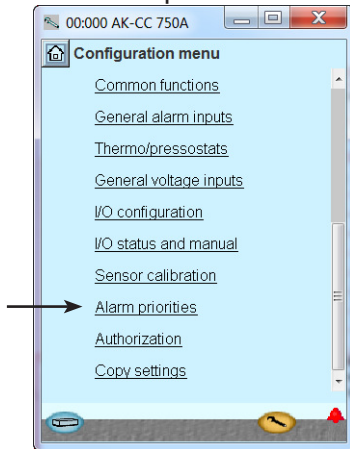 00:000 AK-CC 750A
Configuration menu
Common functions
General alarm inputs
Thermo/pressostats
General voltage inputs
I/O configuration
I/O status and manual
Sensor calibration
Alarm priorities
Authorization
Copy settings